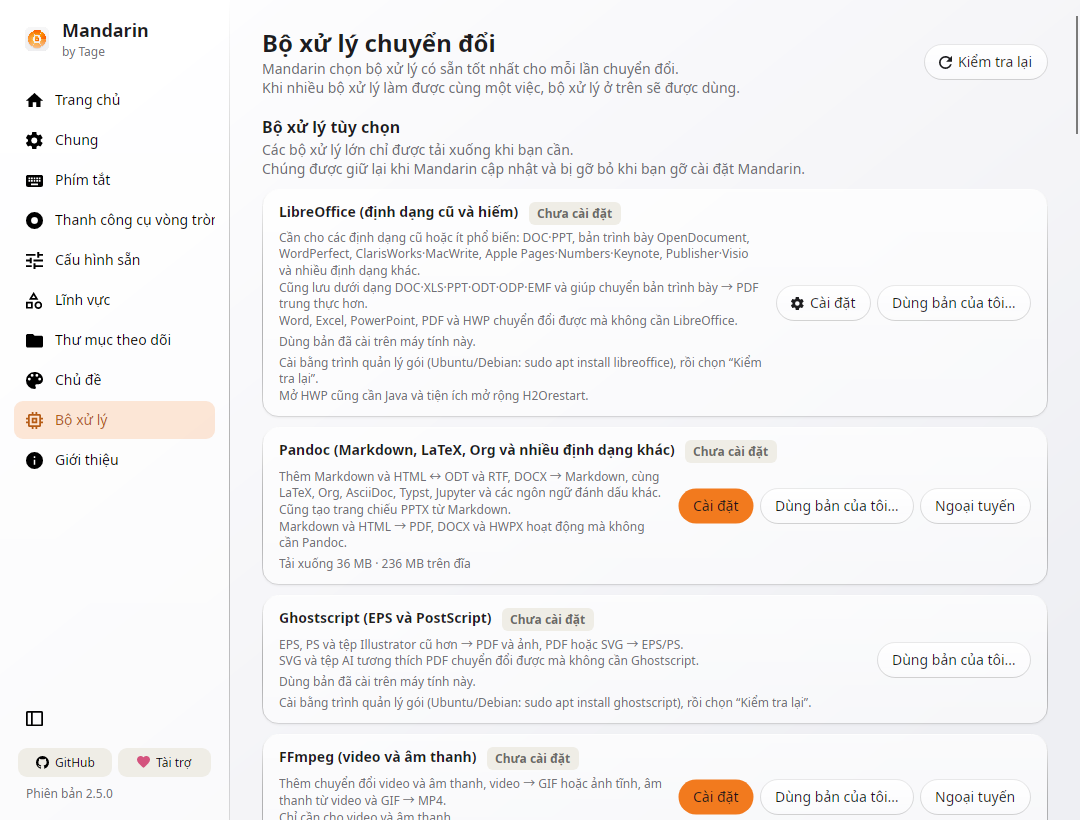 Mandarin
by Tage
Trang chủ
Chung
Phím tắt
Thanh công cụ vòng tròn
Cấu hình sẵn
Lĩnh vực
Thư mục theo dõi
Chủ đề
Bộ xử lý
Giới thiệu
GitHub
Tài trợ
Phiên bản 2.5.0
Bộ xử lý chuyển đổi
Mandarin chọn bộ xử lý có sẵn tốt nhất cho mỗi lần chuyển đổi.
Khi nhiều bộ xử lý làm được cùng một việc, bộ xử lý ở trên sẽ được dùng.
Kiểm tra lại
Bộ xử lý tùy chọn
Các bộ xử lý lớn chỉ được tải xuống khi bạn cần.
Chúng được giữ lại khi Mandarin cập nhật và bị gỡ bỏ khi bạn gỡ cài đặt Mandarin.
LibreOffice (định dạng cũ và hiếm)
Chưa cài đặt
Cần cho các định dạng cũ hoặc ít phổ biến: DOC·PPT, bản trình bày OpenDocument,
WordPerfect, ClarisWorks·MacWrite, Apple Pages·Numbers·Keynote, Publisher·Visio
và nhiều định dạng khác.
Cũng lưu dưới dạng DOC·XLS·PPT·ODT·ODP·EMF và giúp chuyển bản trình bày → PDF
trung thực hơn.
Word, Excel, PowerPoint, PDF và HWP chuyển đổi được mà không cần LibreOffice.
Dùng bản đã cài trên máy tính này.
Cài bằng trình quản lý gói (Ubuntu/Debian: sudo apt install libreoffice), rồi chọn “Kiểm
tra lại”.
Mở HWP cũng cần Java và tiện ích mở rộng H2Orestart.
Cài đặt
Dùng bản của tôi...
Pandoc (Markdown, LaTeX, Org và nhiều định dạng khác)
Chưa cài đặt
Thêm Markdown và HTML ↔ ODT và RTF, DOCX → Markdown, cùng
LaTeX, Org, AsciiDoc, Typst, Jupyter và các ngôn ngữ đánh dấu khác.
Cũng tạo trang chiếu PPTX từ Markdown.
Markdown và HTML → PDF, DOCX và HWPX hoạt động mà không
cần Pandoc.
Tải xuống 36 MB · 236 MB trên đĩa
Cài đặt
Dùng bản của tôi...
Ngoại tuyến
Ghostscript (EPS và PostScript)
Chưa cài đặt
EPS, PS và tệp Illustrator cũ hơn → PDF và ảnh, PDF hoặc SVG → EPS/PS.
SVG và tệp AI tương thích PDF chuyển đổi được mà không cần Ghostscript.
Dùng bản đã cài trên máy tính này.
Cài bằng trình quản lý gói (Ubuntu/Debian: sudo apt install ghostscript), rồi chọn “Kiểm tra lại”.
Dùng bản của tôi...
FFmpeg (video và âm thanh)
Chưa cài đặt
Thêm chuyển đổi video và âm thanh, video → GIF hoặc ảnh tĩnh, âm
thanh từ video và GIF → MP4.
Chỉ cần cho video và âm thanh.
Cài đặt
Dùng bản của tôi...
Ngoại tuyến